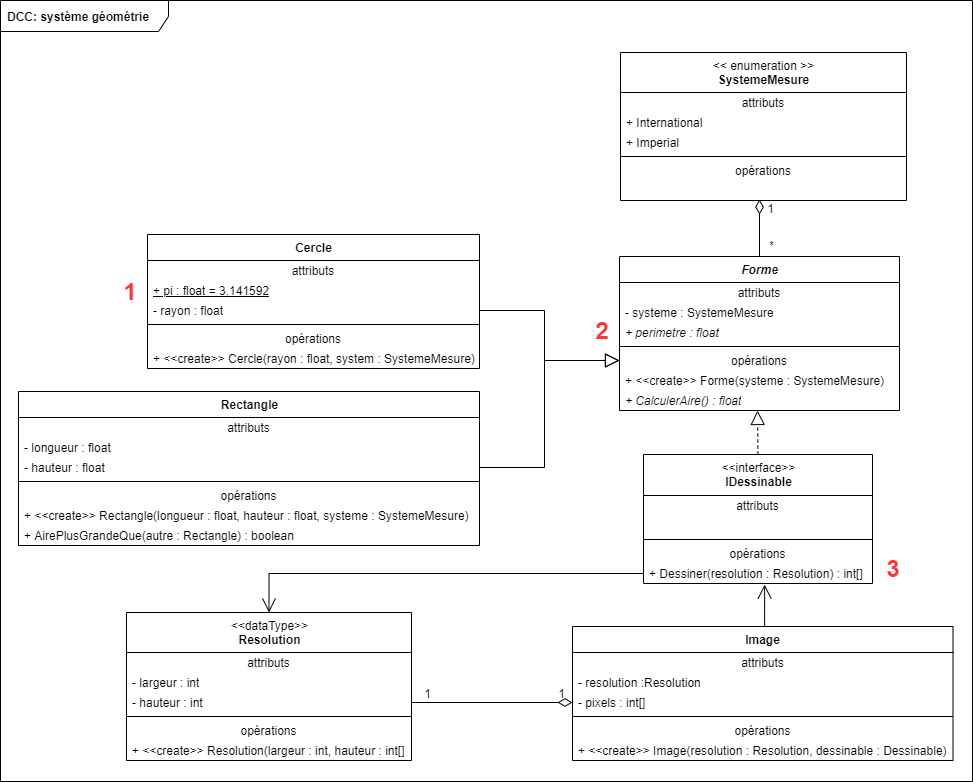 DCC: système géométrie
<< enumeration >>
SystemeMesure
attributs
+ International
+ Imperial
opérations
1
*
Cercle
attributs
+ pi : float = 3.141592
- rayon : float
opérations
+ <<create>> Cercle(rayon : float, system : SystemeMesure)
1
2
Forme
attributs
- systeme : SystemeMesure
+ perimetre : float
opérations
+ <<create>> Forme(systeme : SystemeMesure)
+ CalculerAire() : float
Rectangle
attributs
- longueur : float
- hauteur : float
opérations
+ <<create>> Rectangle(longueur : float, hauteur : float, systeme : SystemeMesure)
+ AirePlusGrandeQue(autre : Rectangle) : boolean
<<interface>>
IDessinable
attributs
opérations
+ Dessiner(resolution : Resolution) : int[]
3
<<dataType>>
Resolution
attributs
- largeur : int
- hauteur : int
opérations
+ <<create>> Resolution(largeur : int, hauteur : int[]
1
1
Image
attributs
- resolution :Resolution
- pixels : int[]
opérations
+ <<create>> Image(resolution : Resolution, dessinable : Dessinable)